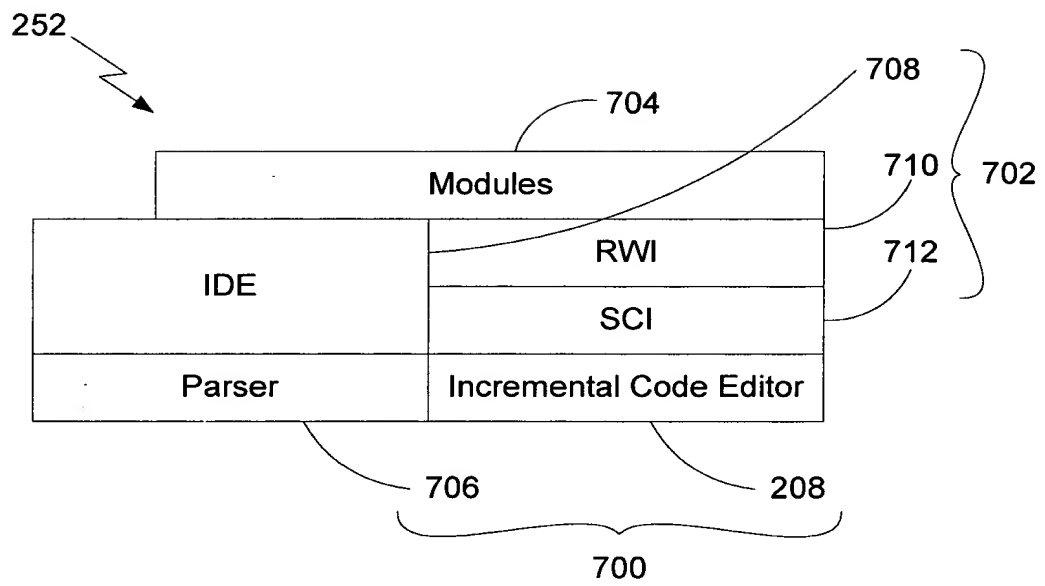 252
708
704
710
702
Modules
RWI
712
IDE
SCI
Parser
Incremental Code Editor
706
208
700